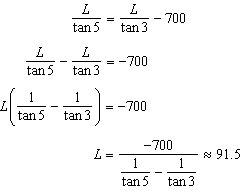 L/tan 5 = L/tan 3 − 700
L/tan 5 − L/tan 3 = −700
L(1/tan 5 − 1/tan 3) = −700
L = −700/(1/tan 5 − 1/tan 3) ≈ 91.5